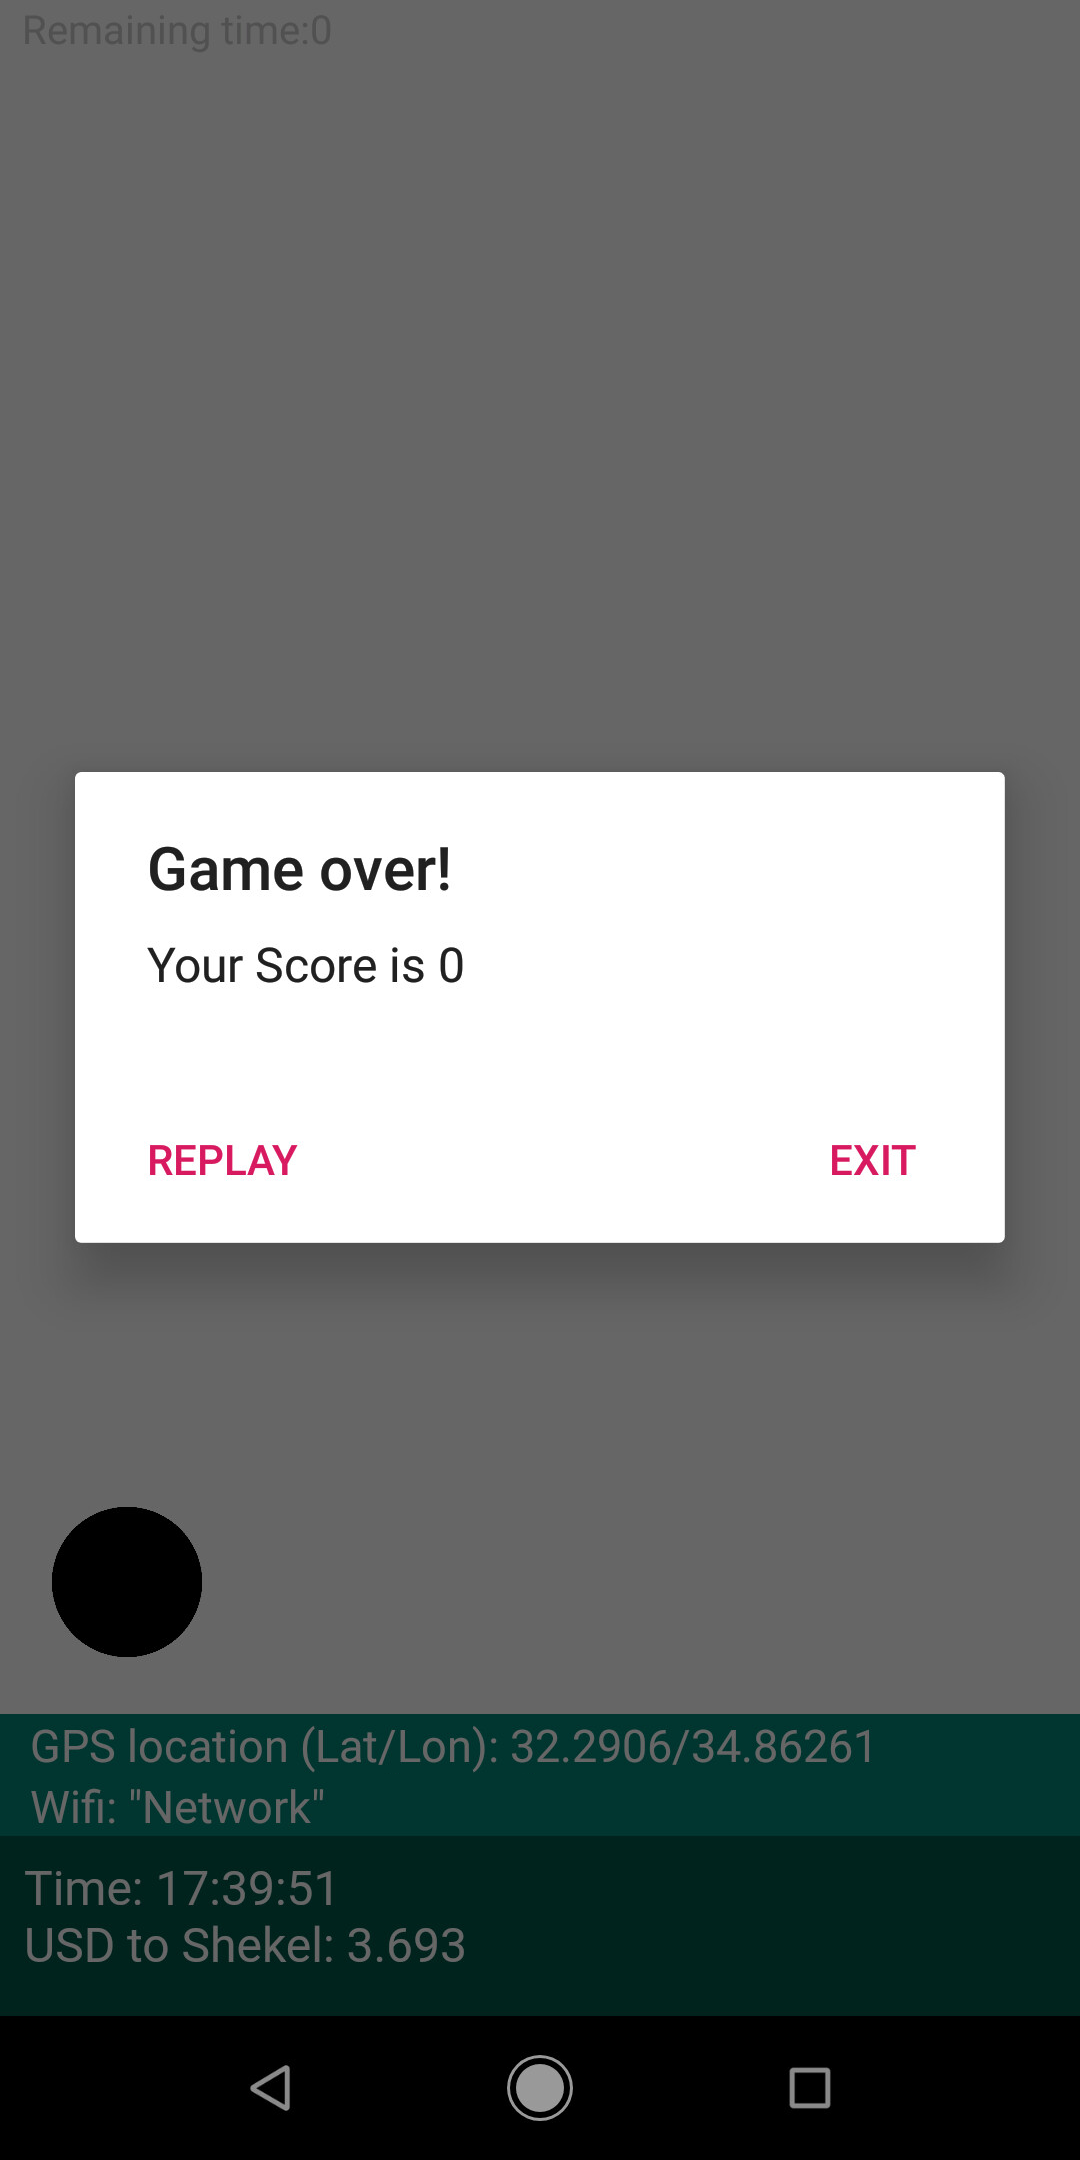 Remaining time:0
Game over!
Your Score is 0
REPLAY EXIT
GPS location (Lat/Lon): 32.2906/34.86261
Wifi: "Network"
Time: 17:39:51
USD to Shekel: 3.693